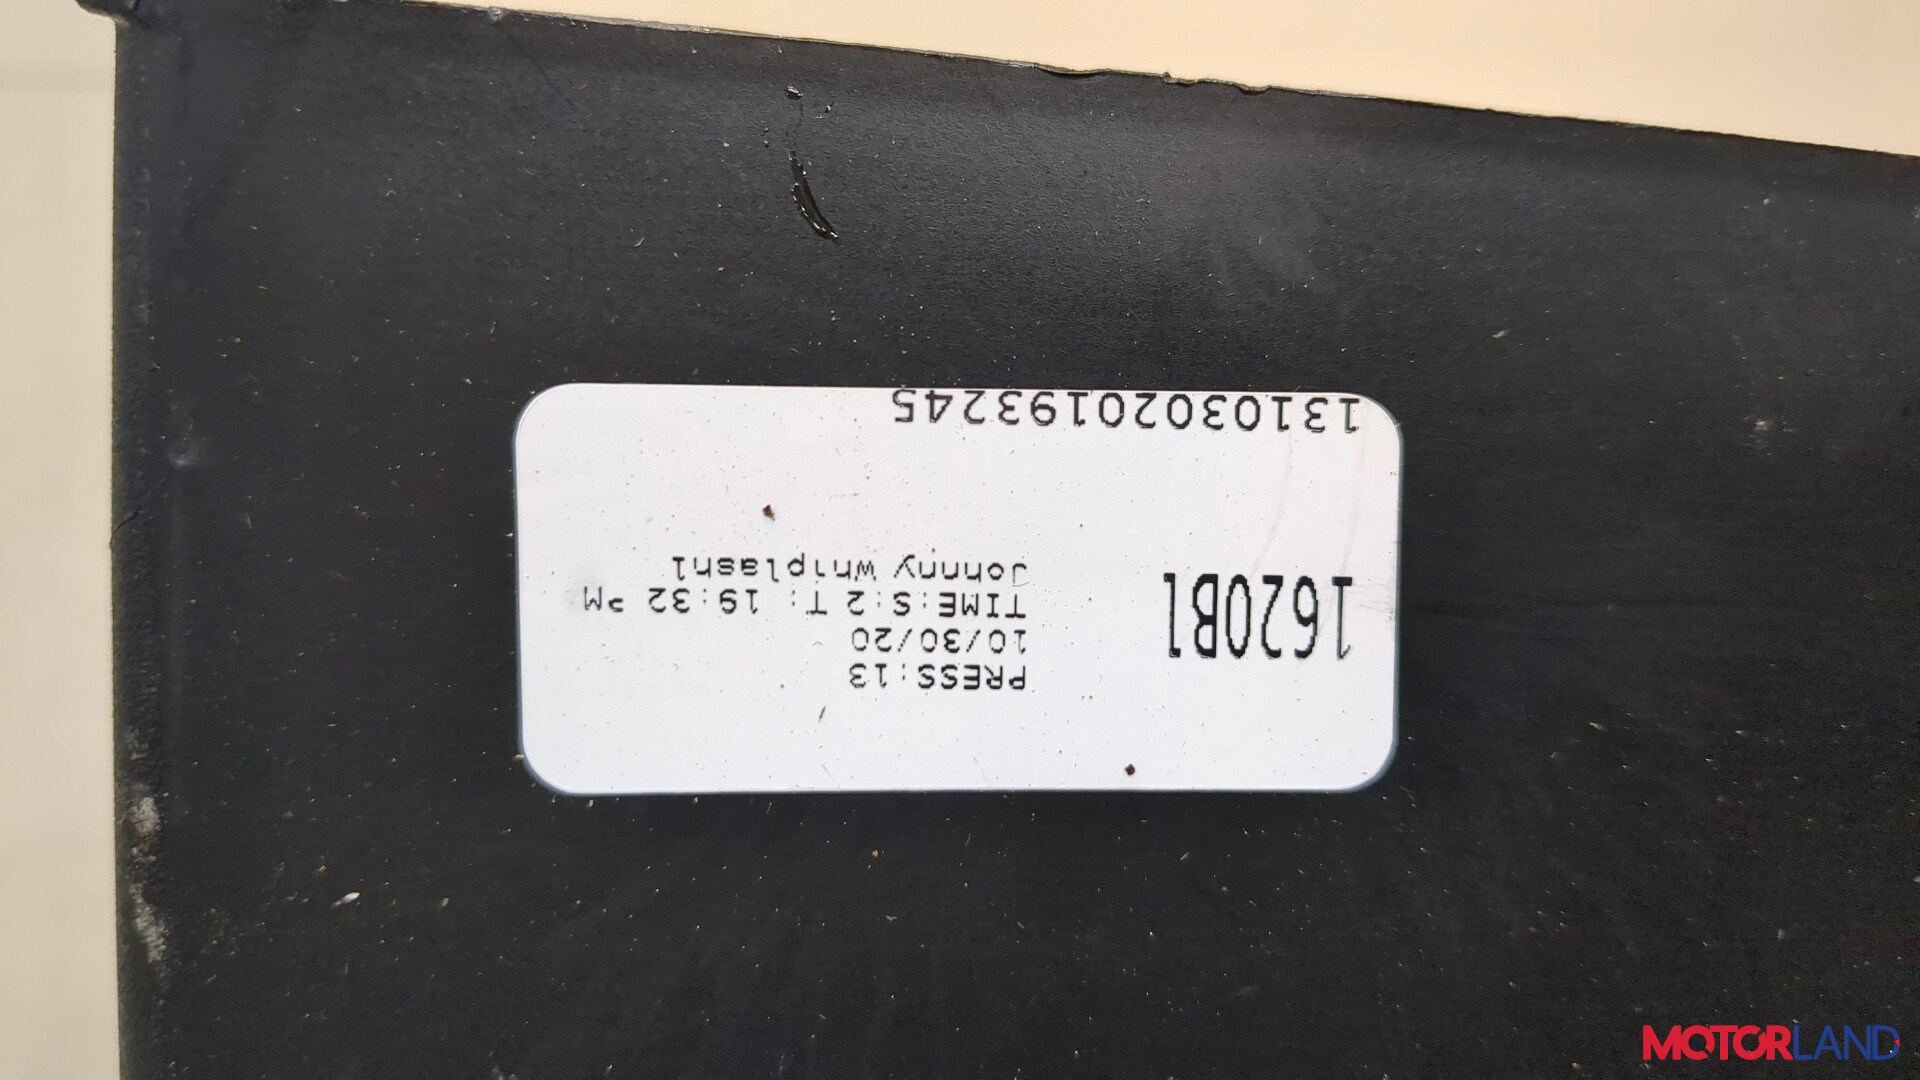 PRESS:13
10/30/20
TIME:S:2 T: 19:32 PM
Johnny Whiplash1
1620B1
13103020193245
MOTORLAND